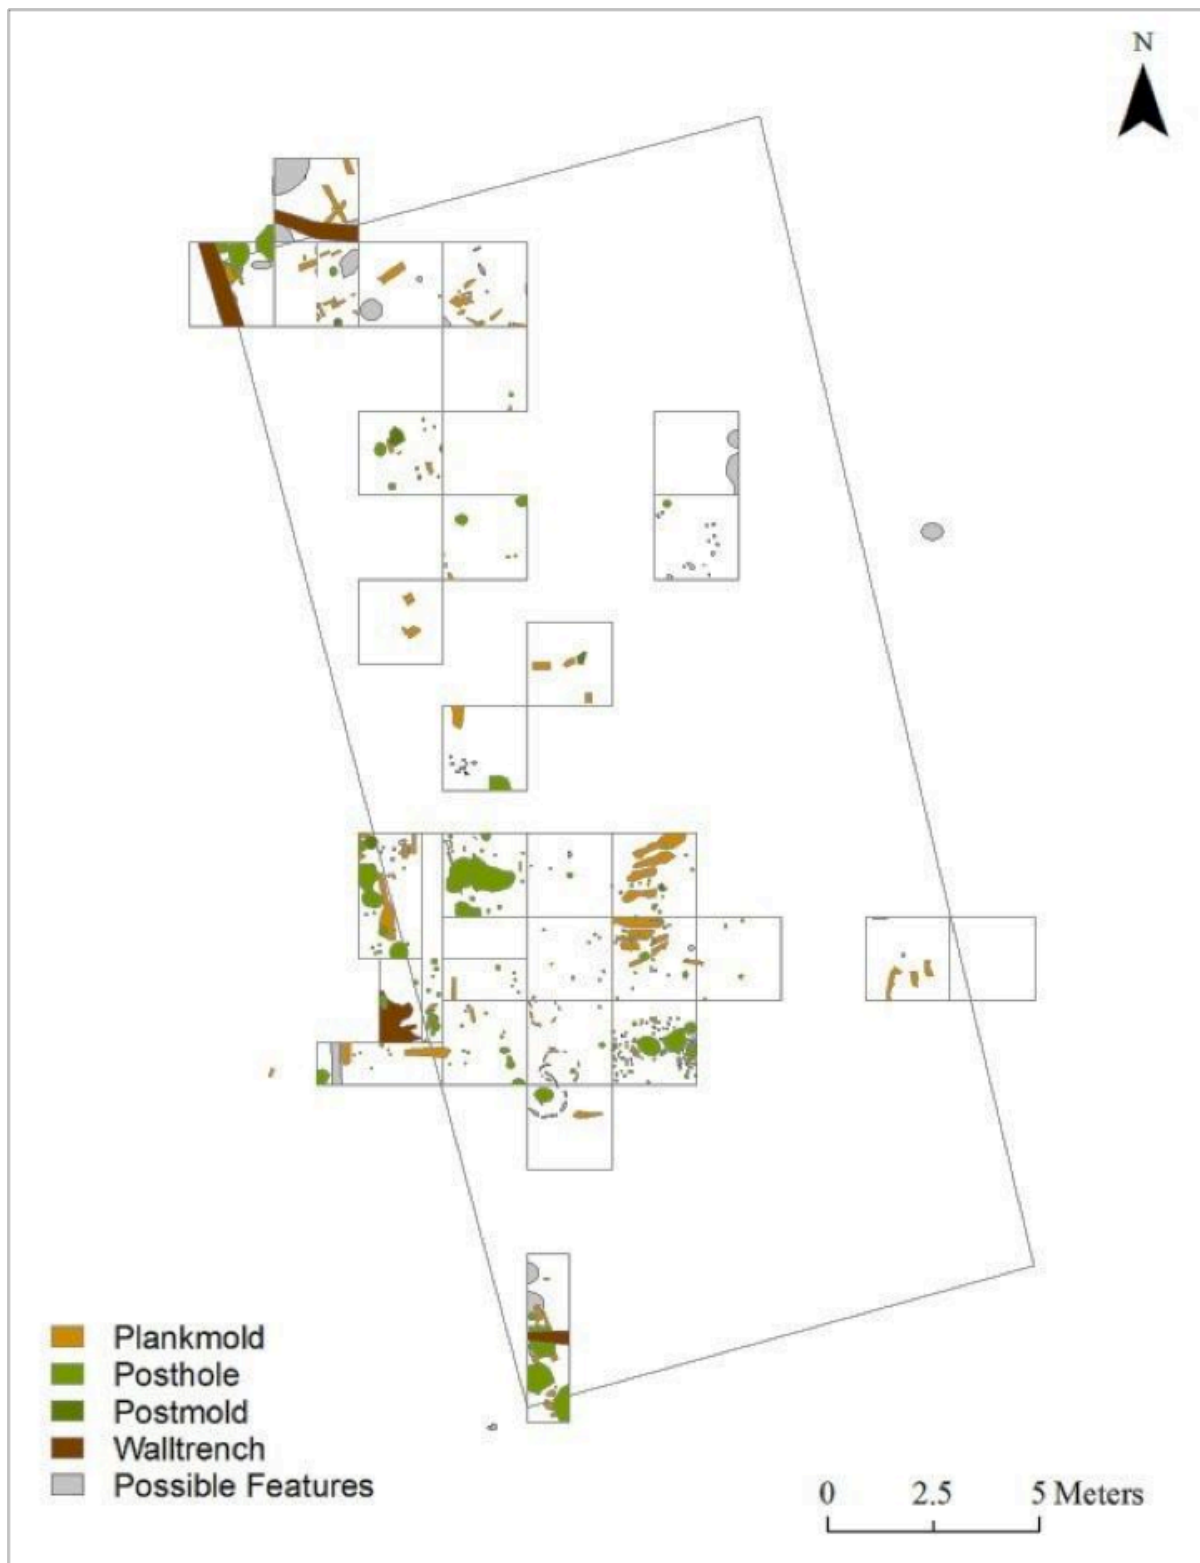 N
Plankmold
Posthole
Postmold
Walltrench
Possible Features
0 2.5 5 Meters